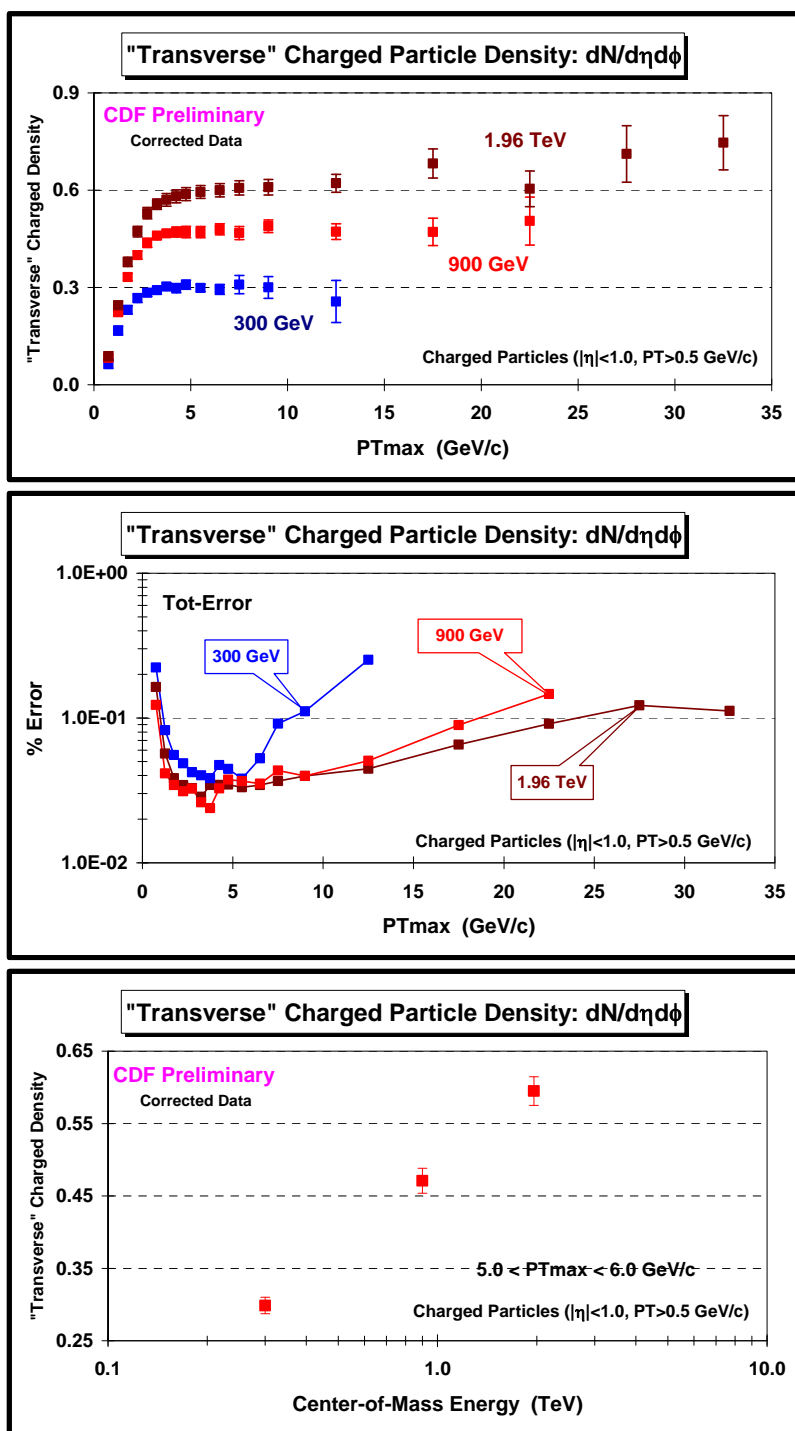 "Transverse" Charged Particle Density: dN/dηdϕ
CDF Preliminary
Corrected Data
1.96 TeV
900 GeV
300 GeV
Charged Particles (|η|<1.0, PT>0.5 GeV/c)
"Transverse" Charged Density
0.9
0.6
0.3
0.0
0 5 10 15 20 25 30 35
PTmax (GeV/c)
"Transverse" Charged Particle Density: dN/dηdϕ
Tot-Error
900 GeV
300 GeV
1.96 TeV
Charged Particles (|η|<1.0, PT>0.5 GeV/c)
% Error
1.0E+00
1.0E-01
1.0E-02
0 5 10 15 20 25 30 35
PTmax (GeV/c)
"Transverse" Charged Particle Density: dN/dηdϕ
CDF Preliminary
Corrected Data
5.0 < PTmax < 6.0 GeV/c
Charged Particles (|η|<1.0, PT>0.5 GeV/c)
"Transverse" Charged Density
0.65
0.55
0.45
0.35
0.25
0.1 1.0 10.0
Center-of-Mass Energy (TeV)